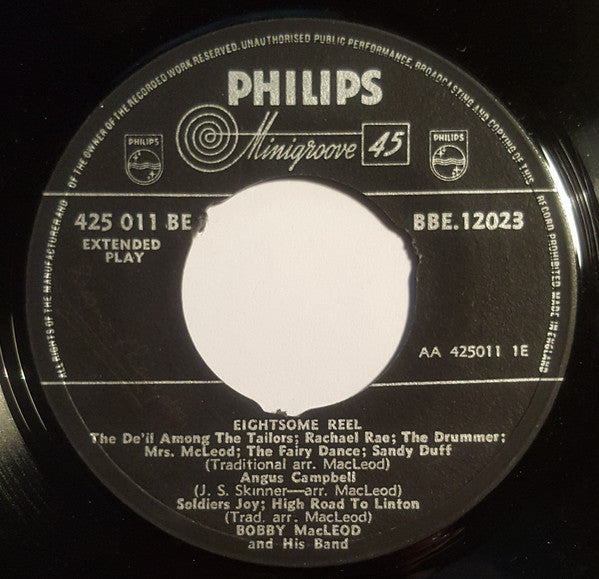 ALL RIGHTS OF THE MANUFACTURER AND OF THE OWNER OF THE RECORDED WORK RESERVED. UNAUTHORISED PUBLIC PERFORMANCE, BROADCASTING AND COPYING OF THIS RECORD PROHIBITED. MADE IN ENGLAND
PHILIPS
Minigroove 45
PHILIPS
PHILIPS
425 011 BE
BBE.12023
EXTENDED
PLAY
AA 425011 1E
EIGHTSOME REEL
The De'il Among The Tailors; Rachael Rae; The Drummer;
Mrs. McLeod; The Fairy Dance; Sandy Duff
(Traditional arr. MacLeod)
Angus Campbell
(J. S. Skinner—arr. MacLeod)
Soldiers Joy; High Road To Linton
(Trad. arr. MacLeod)
BOBBY MacLEOD
and His Band